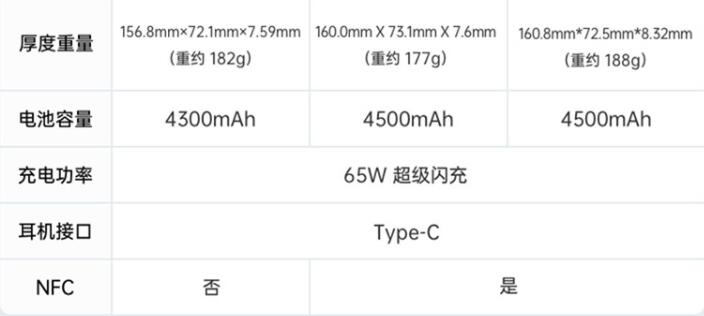 厚度重量
156.8mm×72.1mm×7.59mm
（重约 182g）
160.0mm X 73.1mm X 7.6mm
（重约 177g）
160.8mm*72.5mm*8.32mm
（重约 188g）
电池容量
4300mAh
4500mAh
4500mAh
充电功率
65W 超级闪充
耳机接口
Type-C
NFC
否
是